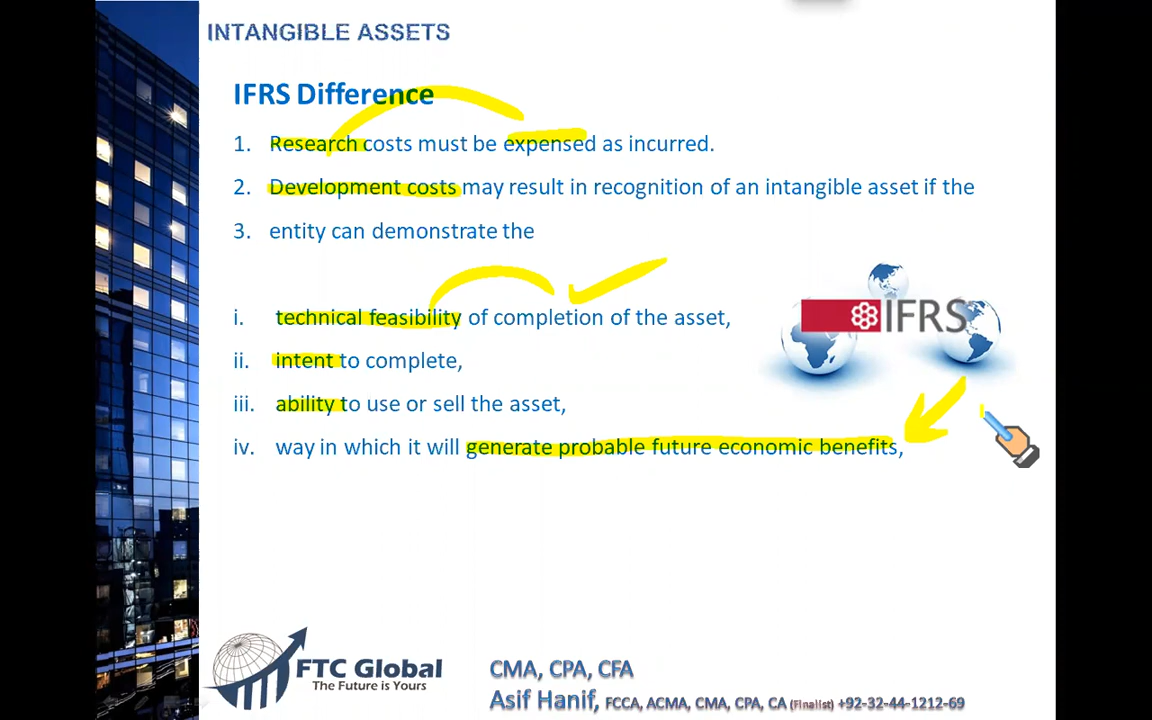 INTANGIBLE ASSETS
IFRS Difference
1. Research costs must be expensed as incurred.
2. Development costs may result in recognition of an intangible asset if the
3. entity can demonstrate the
i. technical feasibility of completion of the asset,
IFRS
ii. intent to complete,
iii. ability to use or sell the asset,
iv. way in which it will generate probable future economic benefits,
FTC Global
The Future is Yours
CMA, CPA, CFA
Asif Hanif, FCCA, ACMA, CMA, CPA, CA (Finalist) +92-32-44-1212-69